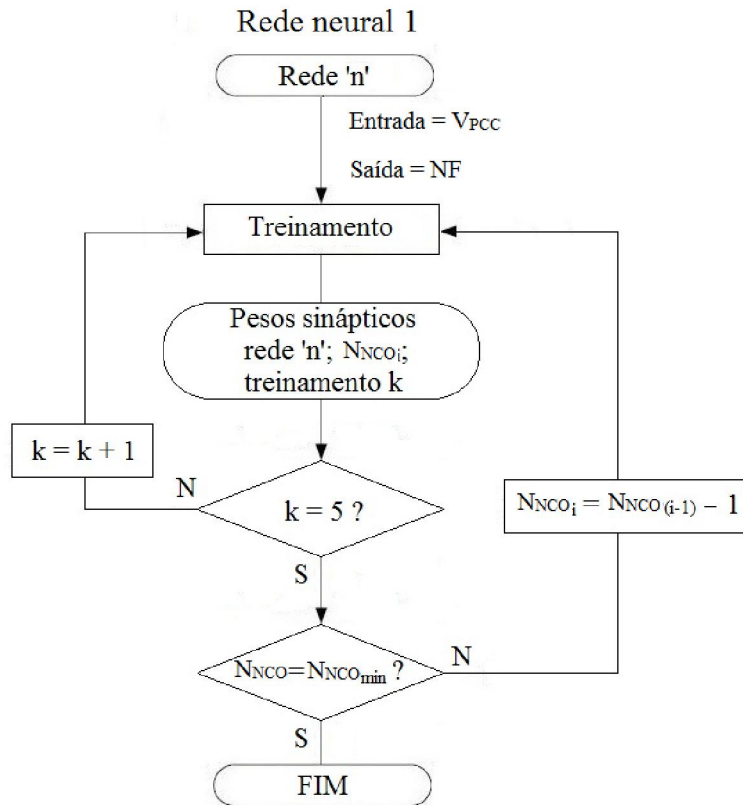 Rede neural 1
Rede 'n'
Entrada = VPCC
Saída = NF
Treinamento
Pesos sinápticos
rede 'n'; NNCOi;
treinamento k
k = k + 1
N
k = 5 ?
NNCOi = NNCO(i-1) – 1
S
NNCO=NNCOmin ?
N
S
FIM